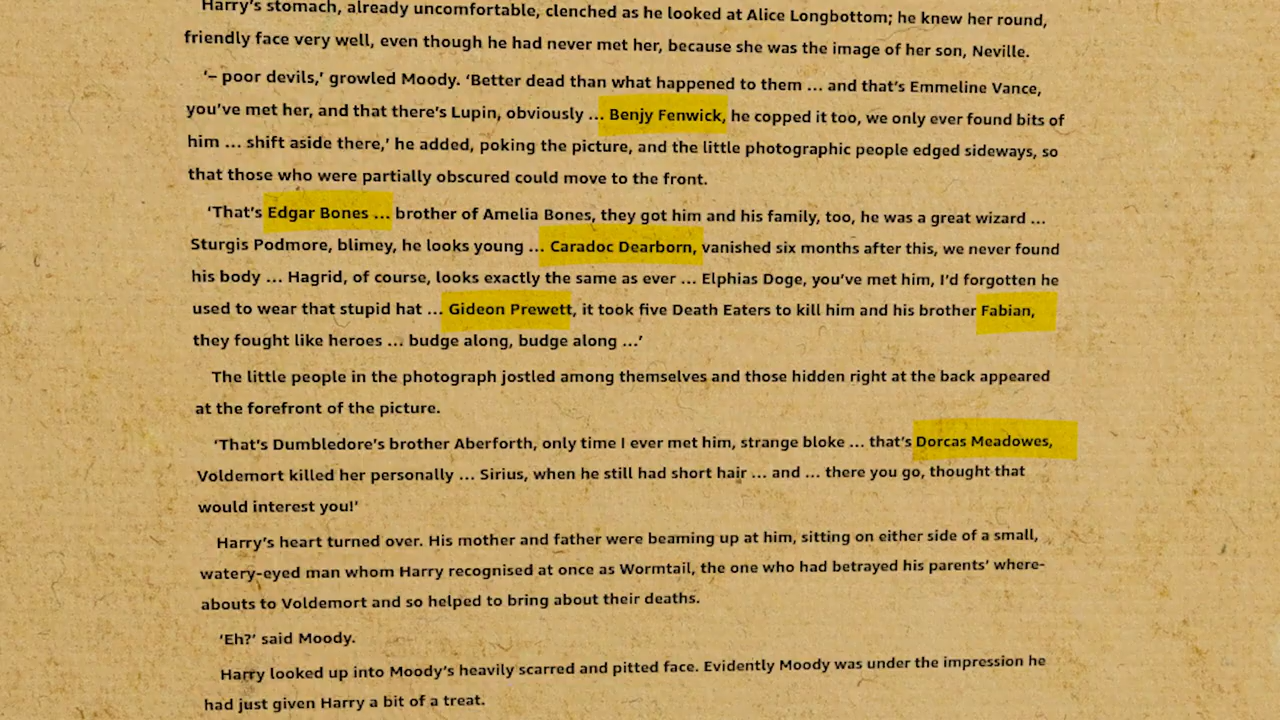 Harry's stomach, already uncomfortable, clenched as he looked at Alice Longbottom; he knew her round,
friendly face very well, even though he had never met her, because she was the image of her son, Neville.
'– poor devils,' growled Moody. 'Better dead than what happened to them … and that's Emmeline Vance,
you've met her, and that there's Lupin, obviously … Benjy Fenwick, he copped it too, we only ever found bits of
him … shift aside there,' he added, poking the picture, and the little photographic people edged sideways, so
that those who were partially obscured could move to the front.
'That's Edgar Bones … brother of Amelia Bones, they got him and his family, too, he was a great wizard …
Sturgis Podmore, blimey, he looks young … Caradoc Dearborn, vanished six months after this, we never found
his body … Hagrid, of course, looks exactly the same as ever … Elphias Doge, you've met him, I'd forgotten he
used to wear that stupid hat … Gideon Prewett, it took five Death Eaters to kill him and his brother Fabian,
they fought like heroes … budge along, budge along …'
The little people in the photograph jostled among themselves and those hidden right at the back appeared
at the forefront of the picture.
'That's Dumbledore's brother Aberforth, only time I ever met him, strange bloke … that's Dorcas Meadowes,
Voldemort killed her personally … Sirius, when he still had short hair … and … there you go, thought that
would interest you!'
Harry's heart turned over. His mother and father were beaming up at him, sitting on either side of a small,
watery-eyed man whom Harry recognised at once as Wormtail, the one who had betrayed his parents' where-
abouts to Voldemort and so helped to bring about their deaths.
'Eh?' said Moody.
Harry looked up into Moody's heavily scarred and pitted face. Evidently Moody was under the impression he
had just given Harry a bit of a treat.